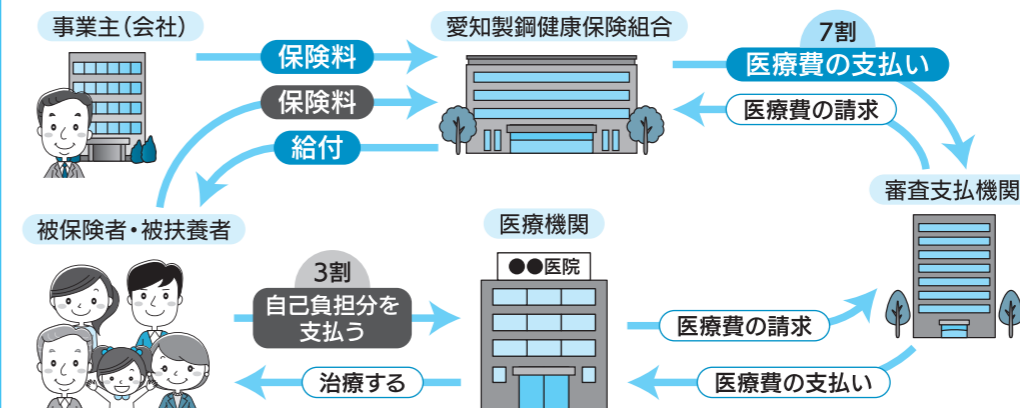 事業主（会社）
愛知製鋼健康保険組合
7割
保険料
医療費の支払い
保険料
医療費の請求
給付
審査支払機関
被保険者・被扶養者
医療機関
●●医院
3割
自己負担分を
支払う
医療費の請求
治療する
医療費の支払い